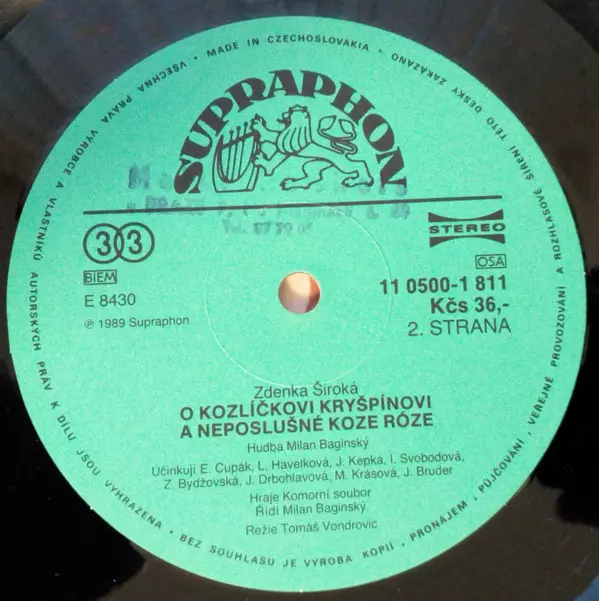 VŠECHNA PRÁVA VÝROBCE A VLASTNÍKŮ AUTORSKÝCH PRÁV K DÍLU JSOU VYHRAZENA • BEZ SOUHLASU JE VÝROBA KOPIÍ, PRONÁJEM, PŮJČOVÁNÍ, VEŘEJNÉ PROVOZOVÁNÍ A ROZHLASOVÉ ŠÍŘENÍ TÉTO DESKY ZAKÁZÁNO • MADE IN CZECHOSLOVAKIA •
SUPRAPHON
33
STEREO
BIEM
OSA
E 8430
11 0500-1 811
Kčs 36,-
℗ 1989 Supraphon
2. STRANA
Zdenka Široká
O KOZLÍČKOVI KRYŠPÍNOVI
A NEPOSLUŠNÉ KOZE RÓZE
Hudba Milan Baginský
Účinkují E. Cupák, L. Havelková, J. Kepka, I. Svobodová,
Z. Bydžovská, J. Drbohlavová, M. Krásová, J. Bruder
Hraje Komorní soubor
Řídí Milan Baginský
Režie Tomáš Vondrovic